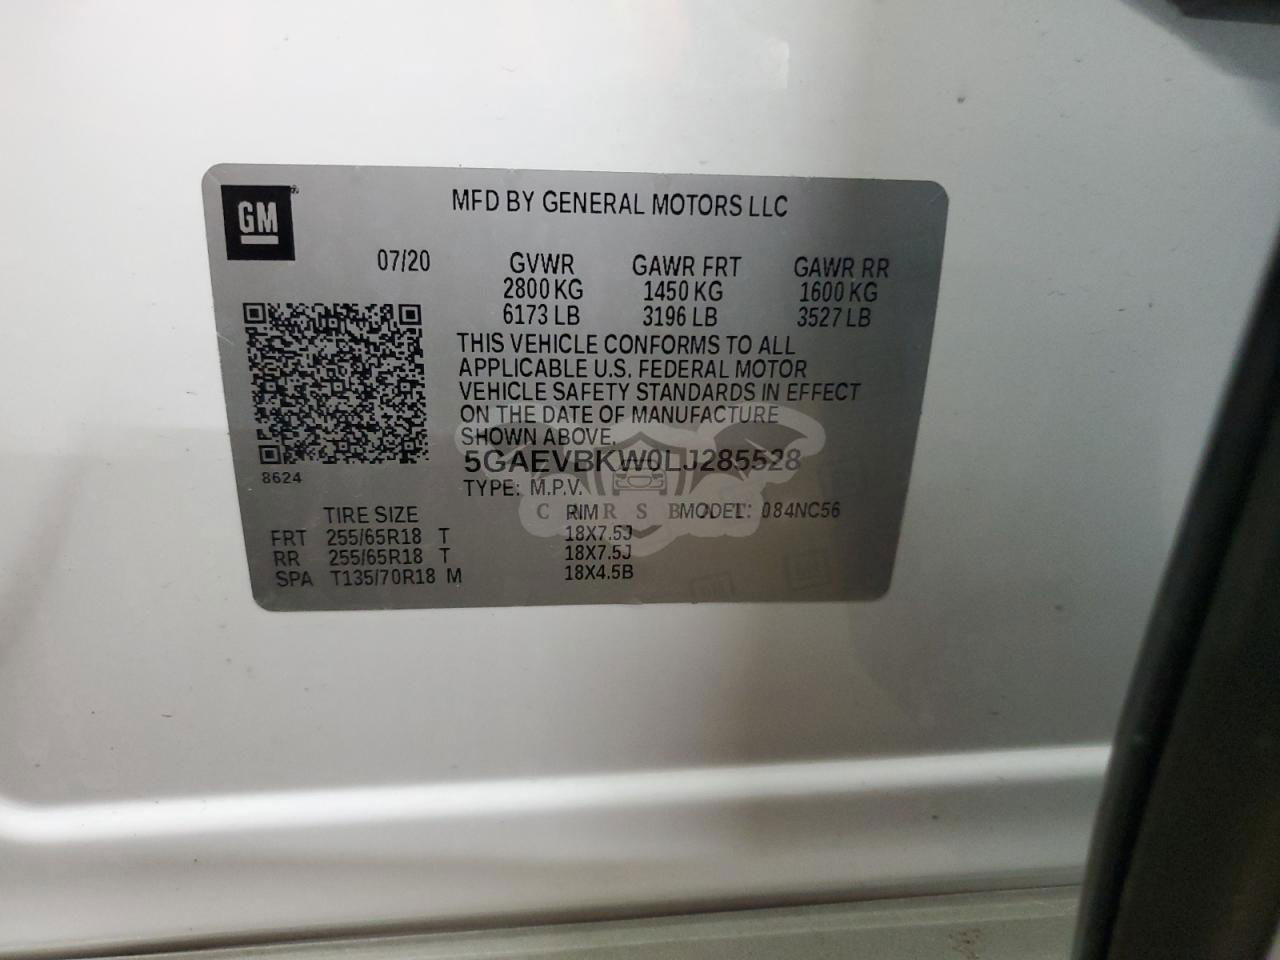 GM
MFD BY GENERAL MOTORS LLC
07/20 GVWR GAWR FRT GAWR RR
2800 KG 1450 KG 1600 KG
6173 LB 3196 LB 3527 LB
THIS VEHICLE CONFORMS TO ALL
APPLICABLE U.S. FEDERAL MOTOR
VEHICLE SAFETY STANDARDS IN EFFECT
ON THE DATE OF MANUFACTURE
SHOWN ABOVE.
5GAEVBKW0LJ285528
8624
TYPE: M.P.V.
CARSBAT
TIRE SIZE RIM MODEL: 084NC56
FRT 255/65R18 T 18X7.5J
RR 255/65R18 T 18X7.5J
SPA T135/70R18 M 18X4.5B